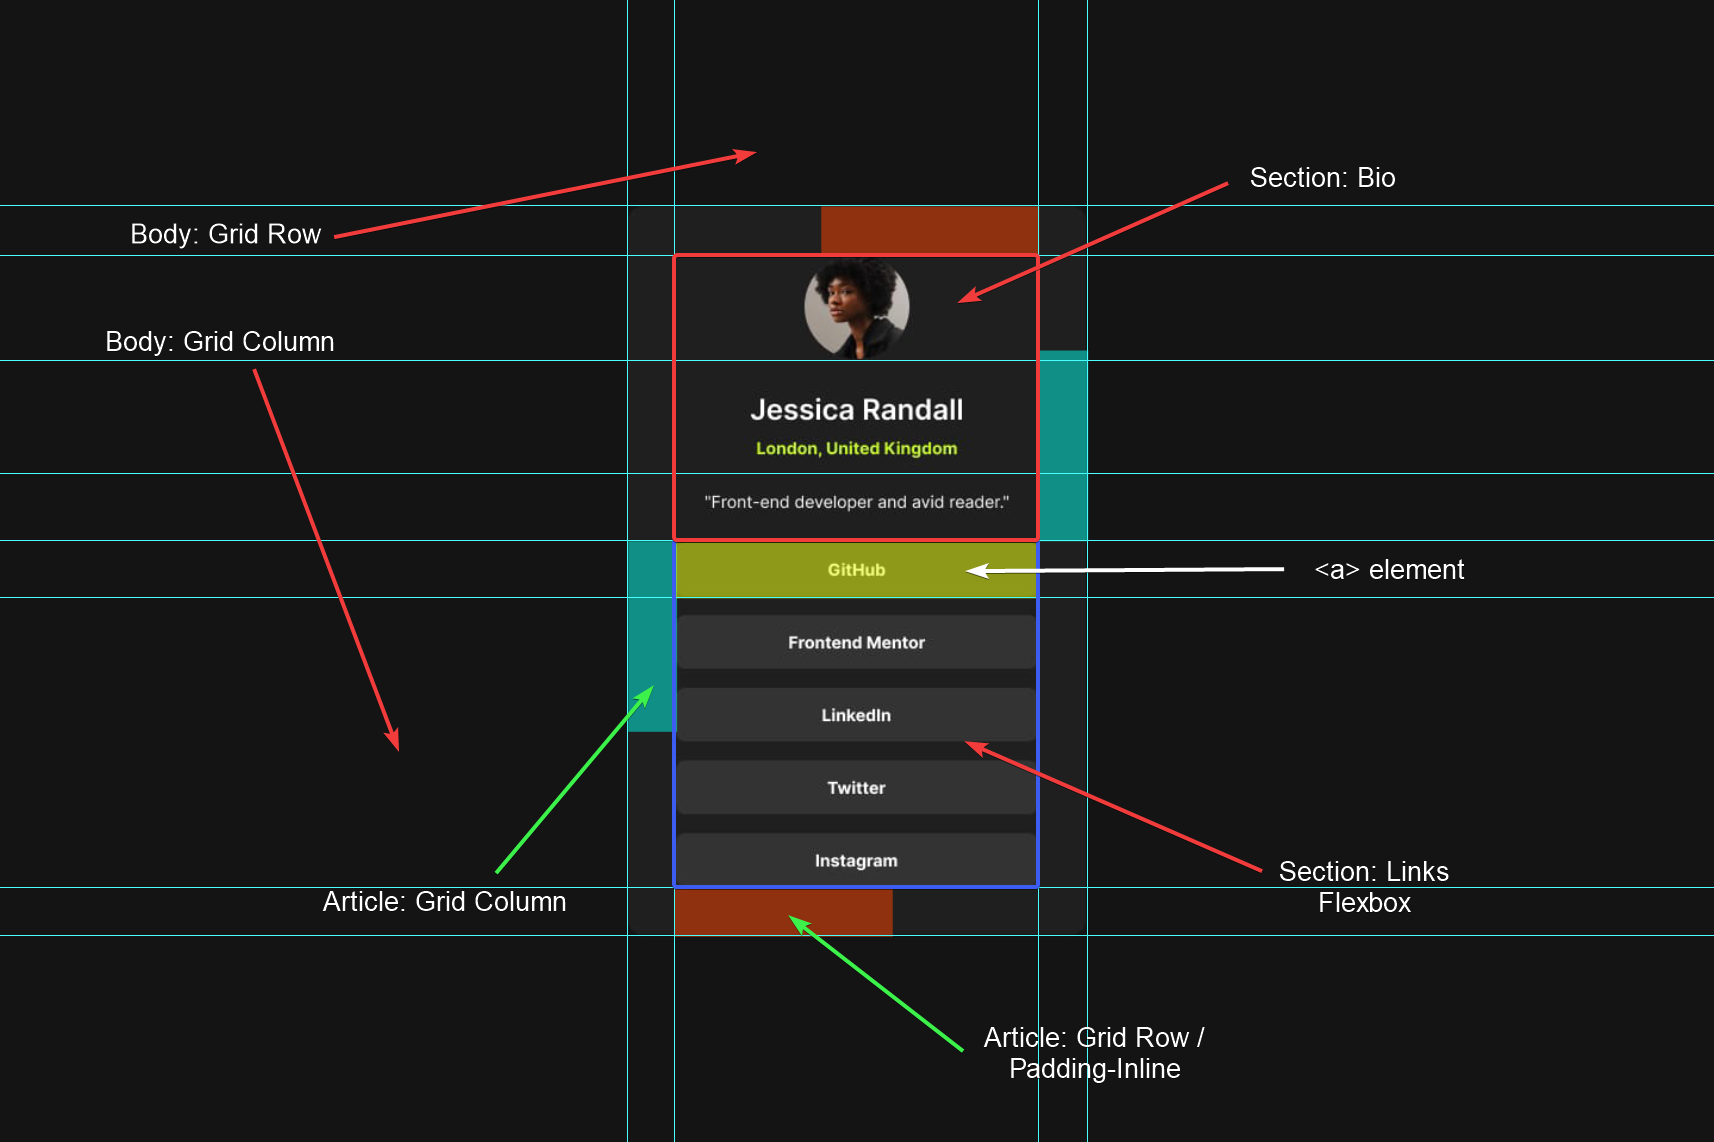 Section: Bio
Body: Grid Row
Body: Grid Column
Jessica Randall
London, United Kingdom
"Front-end developer and avid reader."
GitHub
<a> element
Frontend Mentor
LinkedIn
Twitter
Instagram
Section: Links
Flexbox
Article: Grid Column
Article: Grid Row /
Padding-Inline